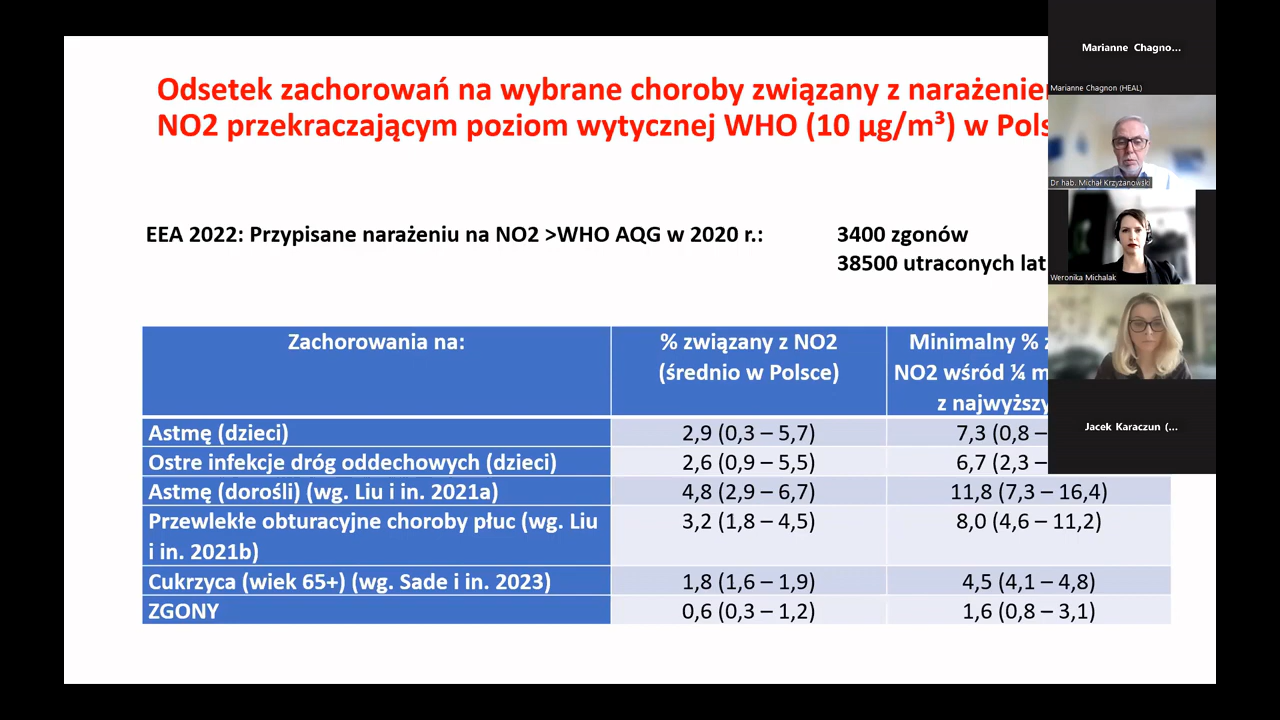 Odsetek zachorowań na wybrane choroby związany z
NO2 przekraczającym poziom wytycznej WHO (10 µg/m³) w
EEA 2022: Przypisane narażeniu na NO2 >WHO AQG w 2020 r.: 3400 zgonów
38500 utraconych lat
Zachorowania na: % związany z NO2 Minimalny %
(średnio w Polsce) NO2 wśród ¼
z
Astmę (dzieci) 2,9 (0,3 – 5,7) 7,3 (0,8 –
Ostre infekcje dróg oddechowych (dzieci) 2,6 (0,9 – 5,5) 6,7 (2,3 –
Astmę (dorośli) (wg. Liu i in. 2021a) 4,8 (2,9 – 6,7) 11,8 (7,3 – 16,4)
Przewlekłe obturacyjne choroby płuc (wg. Liu 3,2 (1,8 – 4,5) 8,0 (4,6 – 11,2)
i in. 2021b)
Cukrzyca (wiek 65+) (wg. Sade i in. 2023) 1,8 (1,6 – 1,9) 4,5 (4,1 – 4,8)
ZGONY 0,6 (0,3 – 1,2) 1,6 (0,8 – 3,1)
Marianne Chagno...
Marianne Chagnon (HEAL)
Dr hab. Michał Krzyżanowski
Weronika Michalak
Jacek Karaczun (...